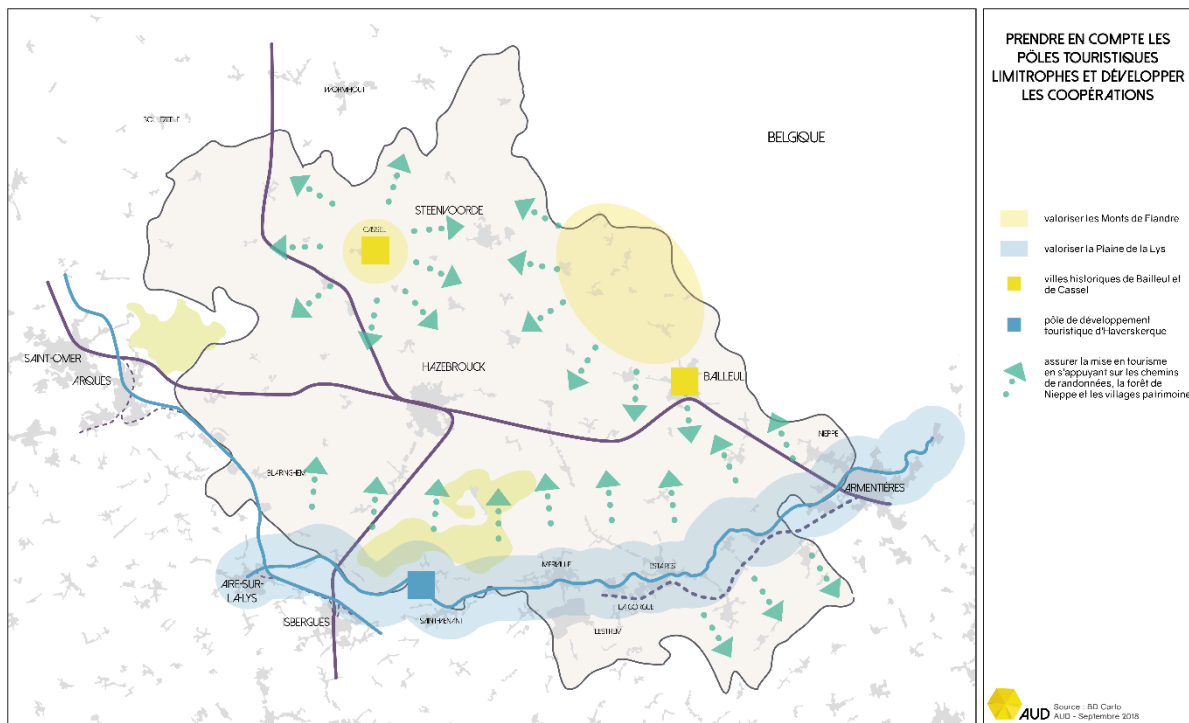 WORMHOUT
BELGIQUE
STEENVOORDE
CASSEL
SAINT-OMER
ARQUES
HAZEBROUCK
BAILLEUL
NIEPPE
BLARINGHEM
ARMENTIÈRES
MERVILLE
ESTAIRES
AIRE-SUR-
LA-LYS
LA GORGUE
ISBERGUES
SAINT-VENANT
LESTREM
PRENDRE EN COMPTE LES
PÔLES TOURISTIQUES
LIMITROPHES ET DÉVELOPPER
LES COOPÉRATIONS
valoriser les Monts de Flandre
valoriser la Plaine de la Lys
villes historiques de Bailleul et
de Cassel
pôle de développement
touristique d'Haverskerque
assurer la mise en tourisme
en s'appuyant sur les chemins
de randonnées, la forêt de
Nieppe et les villages patrimoine
AUD
Source : BD Carto
AUD - Septembre 2018